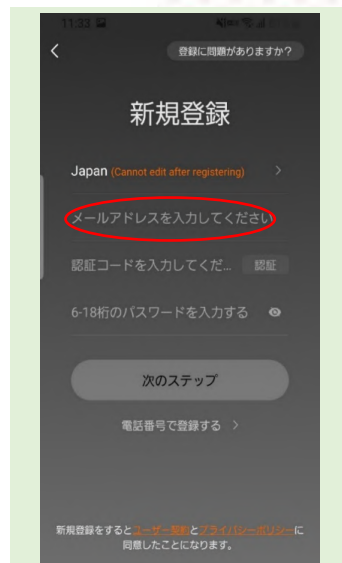 11:33
登録に問題がありますか？
新規登録
Japan (Cannot edit after registering)
メールアドレスを入力してください
認証コードを入力してくだ... 認証
6-18桁のパスワードを入力する
次のステップ
電話番号で登録する
新規登録をするとユーザー契約とプライバシーポリシーに
同意したことになります。